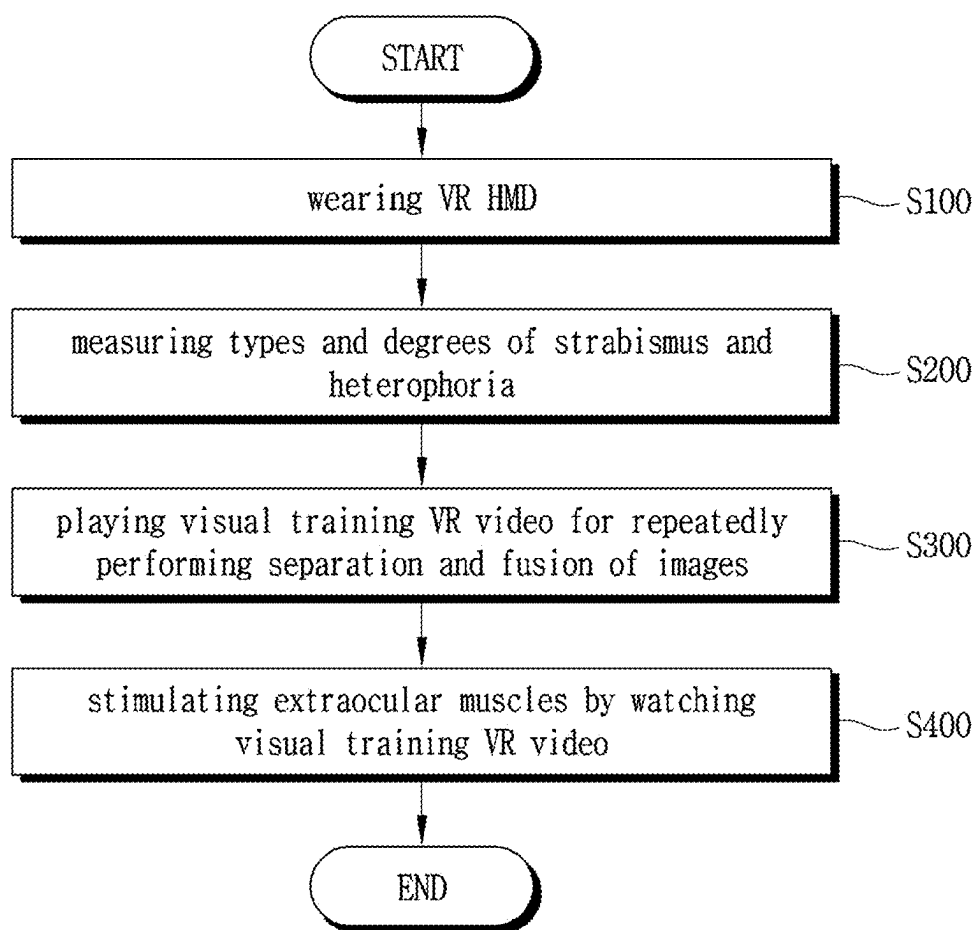 START
wearing VR HMD
S100
measuring types and degrees of strabismus and
heterophoria
S200
playing visual training VR video for repeatedly
performing separation and fusion of images
S300
stimulating extraocular muscles by watching
visual training VR video
S400
END